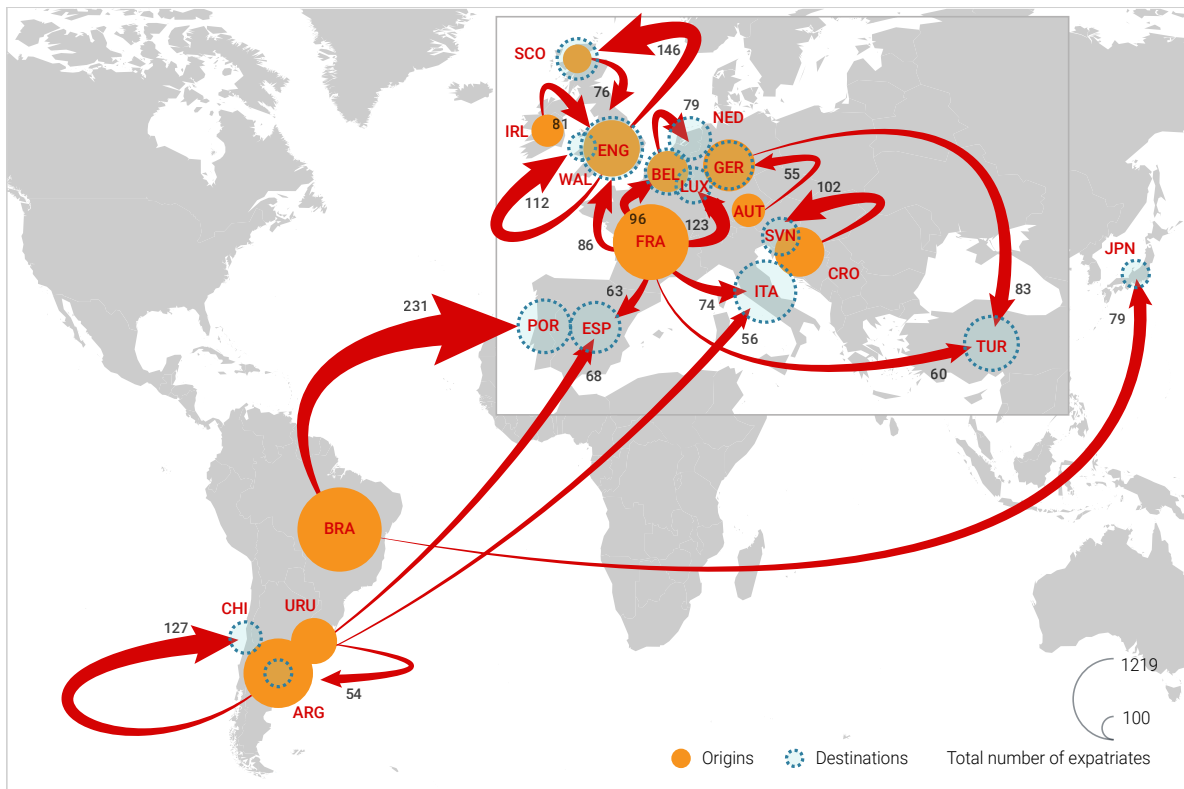 SCO
146
76
79
NED
IRL
81
ENG
BEL
GER
WAL
LUX
55
102
112
AUT
96
123
SVN
86
FRA
CRO
JPN
231
63
74
ITA
83
79
POR
ESP
56
TUR
68
60
BRA
CHI
URU
127
54
ARG
1219
100
Origins
Destinations
Total number of expatriates